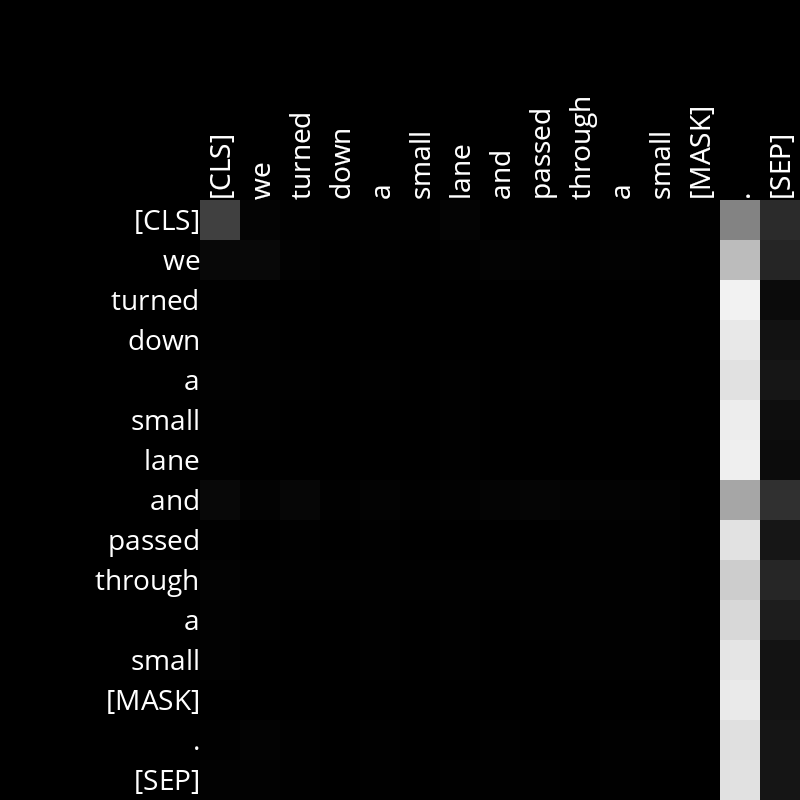 [CLS] we turned down a small lane and passed through a small [MASK] . [SEP]
[CLS]
we
turned
down
a
small
lane
and
passed
through
a
small
[MASK]
.
[SEP]